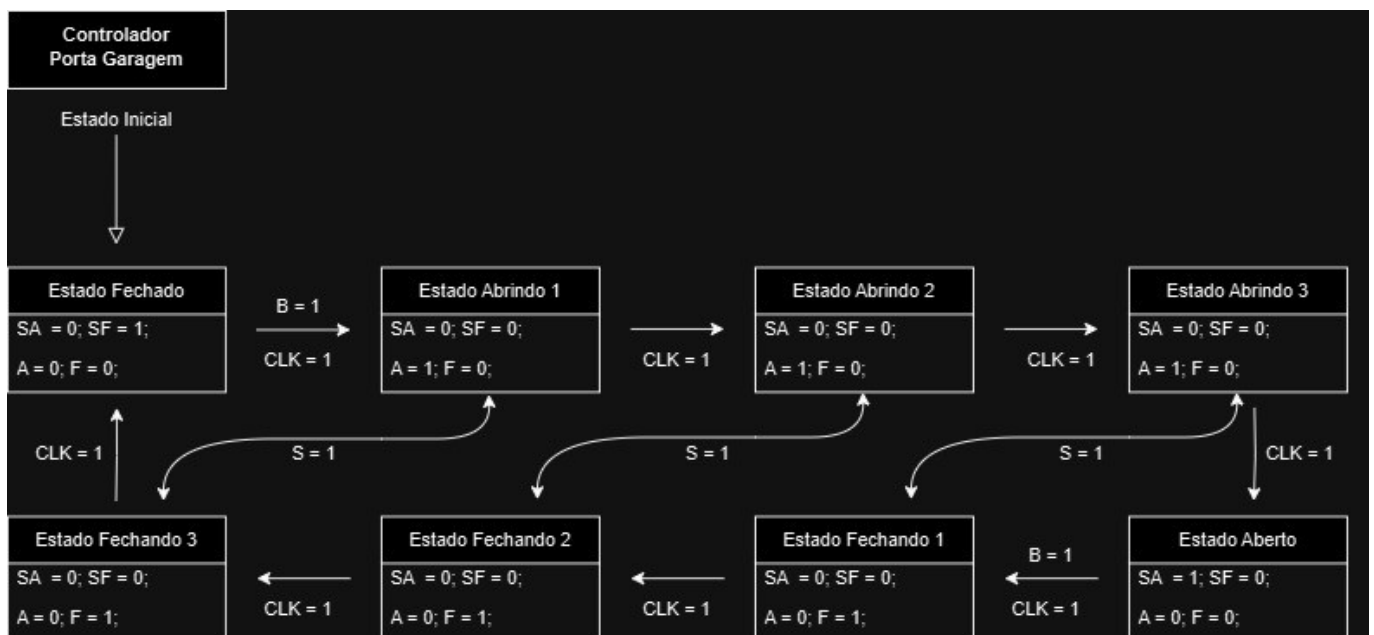 Controlador
Porta Garagem
Estado Inicial
Estado Fechado
SA = 0; SF = 1;
A = 0; F = 0;
B = 1
CLK = 1
Estado Abrindo 1
SA = 0; SF = 0;
A = 1; F = 0;
CLK = 1
Estado Abrindo 2
SA = 0; SF = 0;
A = 1; F = 0;
CLK = 1
Estado Abrindo 3
SA = 0; SF = 0;
A = 1; F = 0;
CLK = 1
S = 1
S = 1
S = 1
CLK = 1
Estado Fechando 3
SA = 0; SF = 0;
A = 0; F = 1;
CLK = 1
Estado Fechando 2
SA = 0; SF = 0;
A = 0; F = 1;
CLK = 1
Estado Fechando 1
SA = 0; SF = 0;
A = 0; F = 1;
B = 1
CLK = 1
Estado Aberto
SA = 1; SF = 0;
A = 0; F = 0;